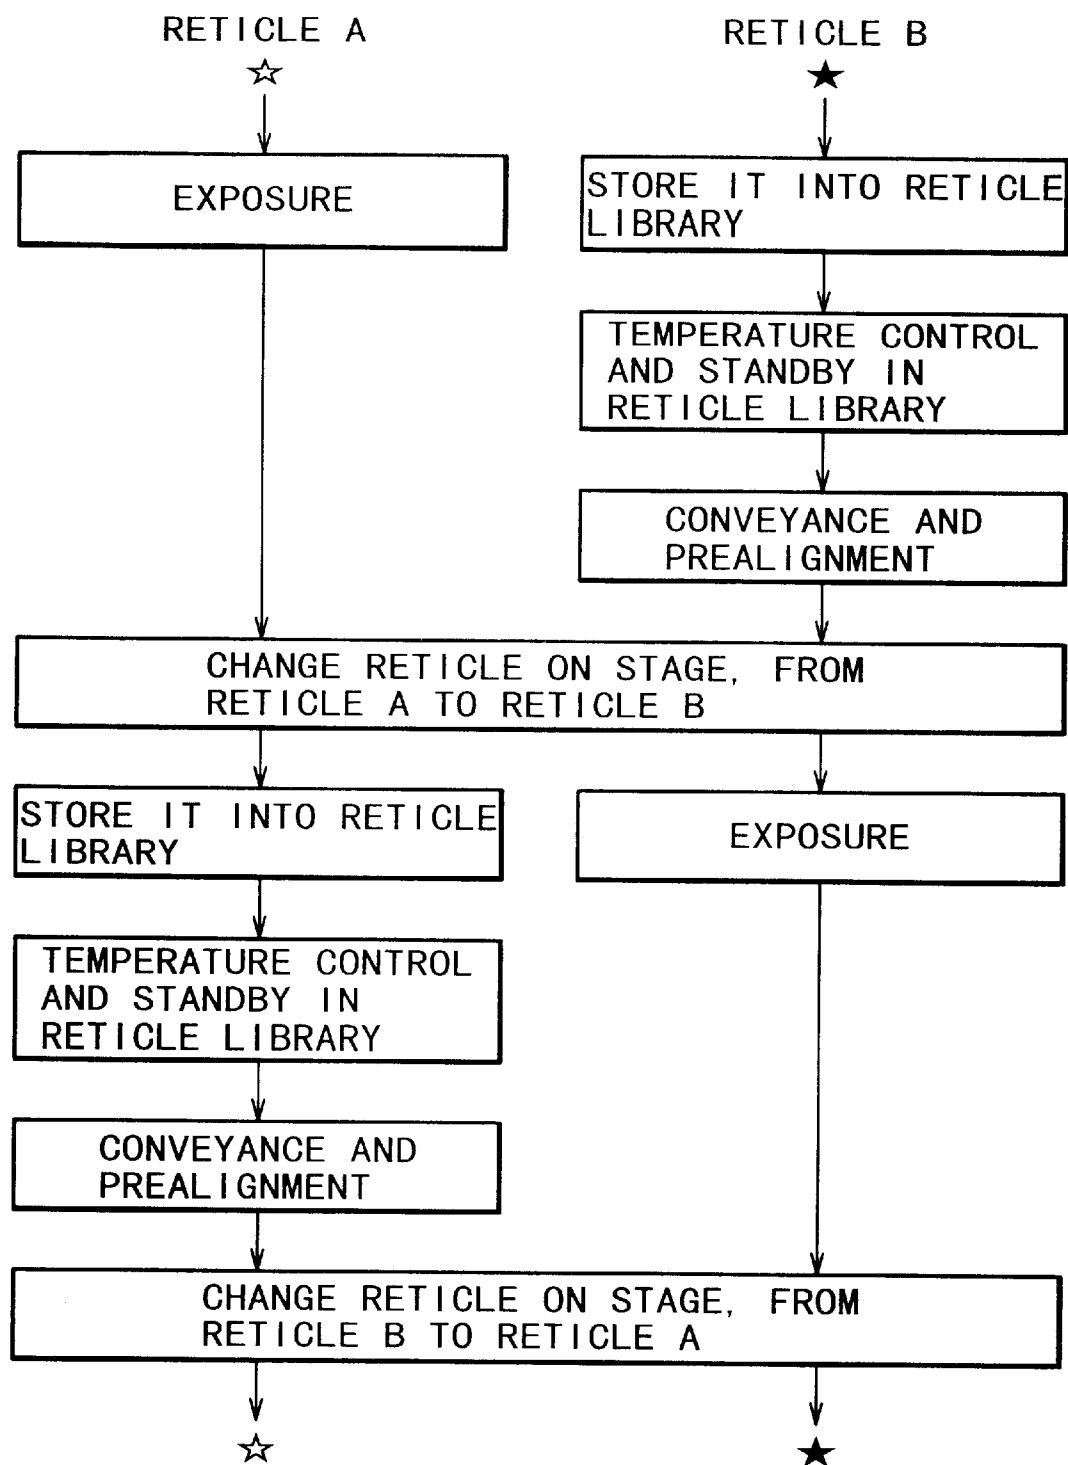 RETICLE A
RETICLE B
☆
★
EXPOSURE
STORE IT INTO RETICLE
LIBRARY
TEMPERATURE CONTROL
AND STANDBY IN
RETICLE LIBRARY
CONVEYANCE AND
PREALIGNMENT
CHANGE RETICLE ON STAGE, FROM
RETICLE A TO RETICLE B
STORE IT INTO RETICLE
LIBRARY
EXPOSURE
TEMPERATURE CONTROL
AND STANDBY IN
RETICLE LIBRARY
CONVEYANCE AND
PREALIGNMENT
CHANGE RETICLE ON STAGE, FROM
RETICLE B TO RETICLE A
☆
★